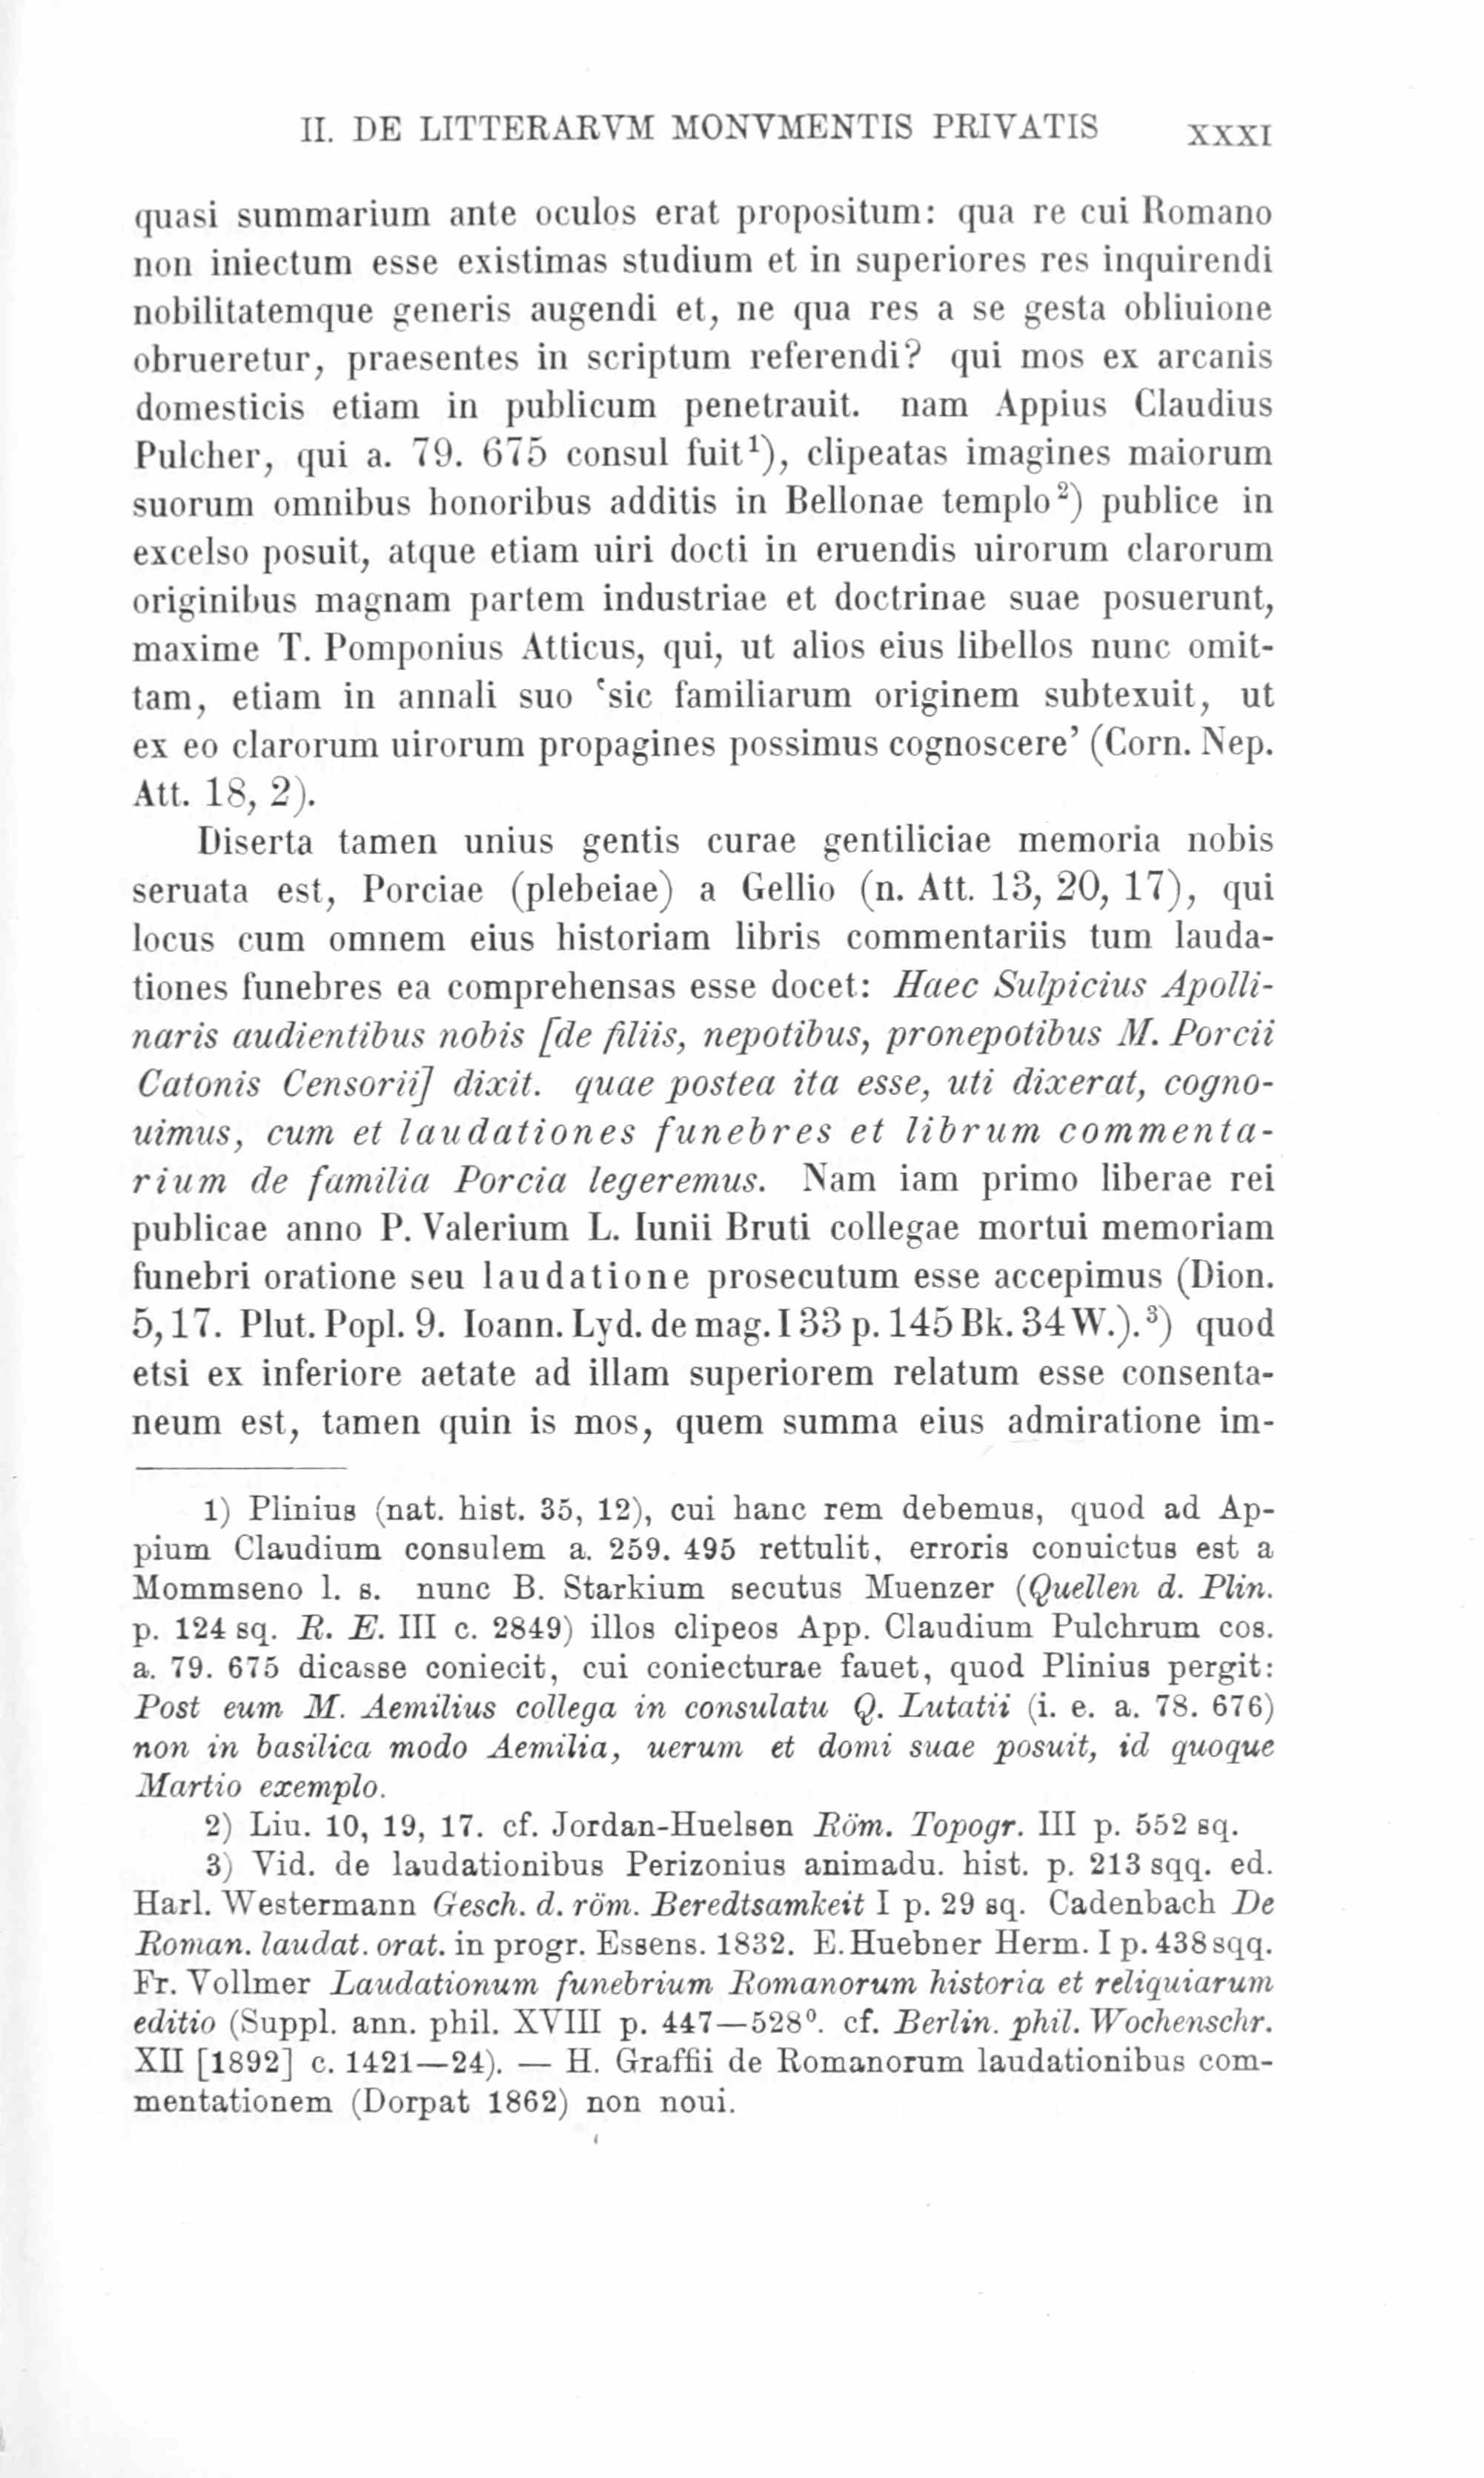 II. DE LITTERARVM MONVMENTIS PRIVATIS XXXI
quasi summarium ante oculos erat propositum: qua re cui Romano
non iniectum esse existimas studium et in superiores res inquirendi
nobilitatemque generis augendi et, ne qua res a se gesta obliuione
obrueretur, praesentes in scriptum referendi? qui mos ex arcanis
domesticis etiam in publicum penetrauit. nam Appius Claudius
Pulcher, qui a. 79. 675 consul fuit¹), clipeatas imagines maiorum
suorum omnibus honoribus additis in Bellonae templo²) publice in
excelso posuit, atque etiam uiri docti in eruendis uirorum clarorum
originibus magnam partem industriae et doctrinae suae posuerunt,
maxime T. Pomponius Atticus, qui, ut alios eius libellos nunc omit-
tam, etiam in annali suo ‘sic familiarum originem subtexuit, ut
ex eo clarorum uirorum propagines possimus cognoscere’ (Corn. Nep.
Att. 18, 2).
Diserta tamen unius gentis curae gentiliciae memoria nobis
seruata est, Porciae (plebeiae) a Gellio (n. Att. 13, 20, 17), qui
locus cum omnem eius historiam libris commentariis tum lauda-
tiones funebres ea comprehensas esse docet: Haec Sulpicius Apolli-
naris audientibus nobis [de filiis, nepotibus, pronepotibus M. Porcii
Catonis Censorii] dixit. quae postea ita esse, uti dixerat, cogno-
uimus, cum et laudationes funebres et librum commenta-
rium de familia Porcia legeremus. Nam iam primo liberae rei
publicae anno P. Valerium L. Iunii Bruti collegae mortui memoriam
funebri oratione seu laudatione prosecutum esse accepimus (Dion.
5, 17. Plut. Popl. 9. Ioann. Lyd. de mag. I 33 p. 145 Bk. 34 W.).³) quod
etsi ex inferiore aetate ad illam superiorem relatum esse consenta-
neum est, tamen quin is mos, quem summa eius admiratione im-
1) Plinius (nat. hist. 35, 12), cui hanc rem debemus, quod ad Ap-
pium Claudium consulem a. 259. 495 rettulit, erroris conuictus est a
Mommseno l. s. nunc B. Starkium secutus Muenzer (Quellen d. Plin.
p. 124 sq. R. E. III c. 2849) illos clipeos App. Claudium Pulchrum cos.
a. 79. 675 dicasse coniecit, cui coniecturae fauet, quod Plinius pergit:
Post eum M. Aemilius collega in consulatu Q. Lutatii (i. e. a. 78. 676)
non in basilica modo Aemilia, uerum et domi suae posuit, id quoque
Martio exemplo.
2) Liu. 10, 19, 17. cf. Jordan-Huelsen Röm. Topogr. III p. 552 sq.
3) Vid. de laudationibus Perizonius animadu. hist. p. 213 sqq. ed.
Harl. Westermann Gesch. d. röm. Beredtsamkeit I p. 29 sq. Cadenbach De
Roman. laudat. orat. in progr. Essens. 1832. E. Huebner Herm. I p. 438 sqq.
Fr. Vollmer Laudationum funebrium Romanorum historia et reliquiarum
editio (Suppl. ann. phil. XVIII p. 447—528⁰. cf. Berlin. phil. Wochenschr.
XII [1892] c. 1421—24). — H. Graffii de Romanorum laudationibus com-
mentationem (Dorpat 1862) non noui.